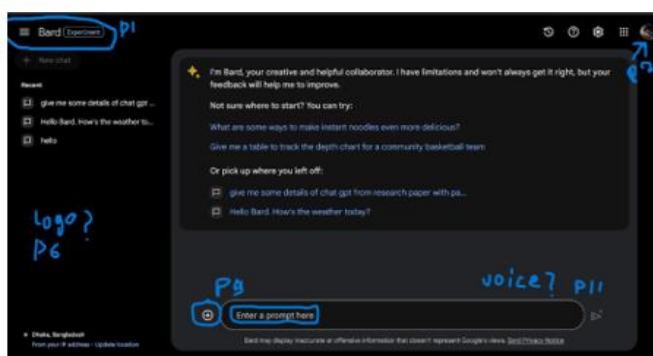 Bard Experiment P1
+ New chat
Recent
give me some details of chat gpt ...
Hello Bard. How's the weather to...
hello
I'm Bard, your creative and helpful collaborator. I have limitations and won't always get it right, but your
feedback will help me to improve.
Not sure where to start? You can try:
What are some ways to make instant noodles even more delicious?
Give me a table to track the depth chart for a community basketball team
Or pick up where you left off:
give me some details of chat gpt from research paper with pa...
Hello Bard. How's the weather today?
Logo?
P6
P9
voice? P11
Enter a prompt here
Dhaka, Bangladesh
From your IP address - Update location
Bard may display inaccurate or offensive information that doesn't represent Google's views. Bard Privacy Notice